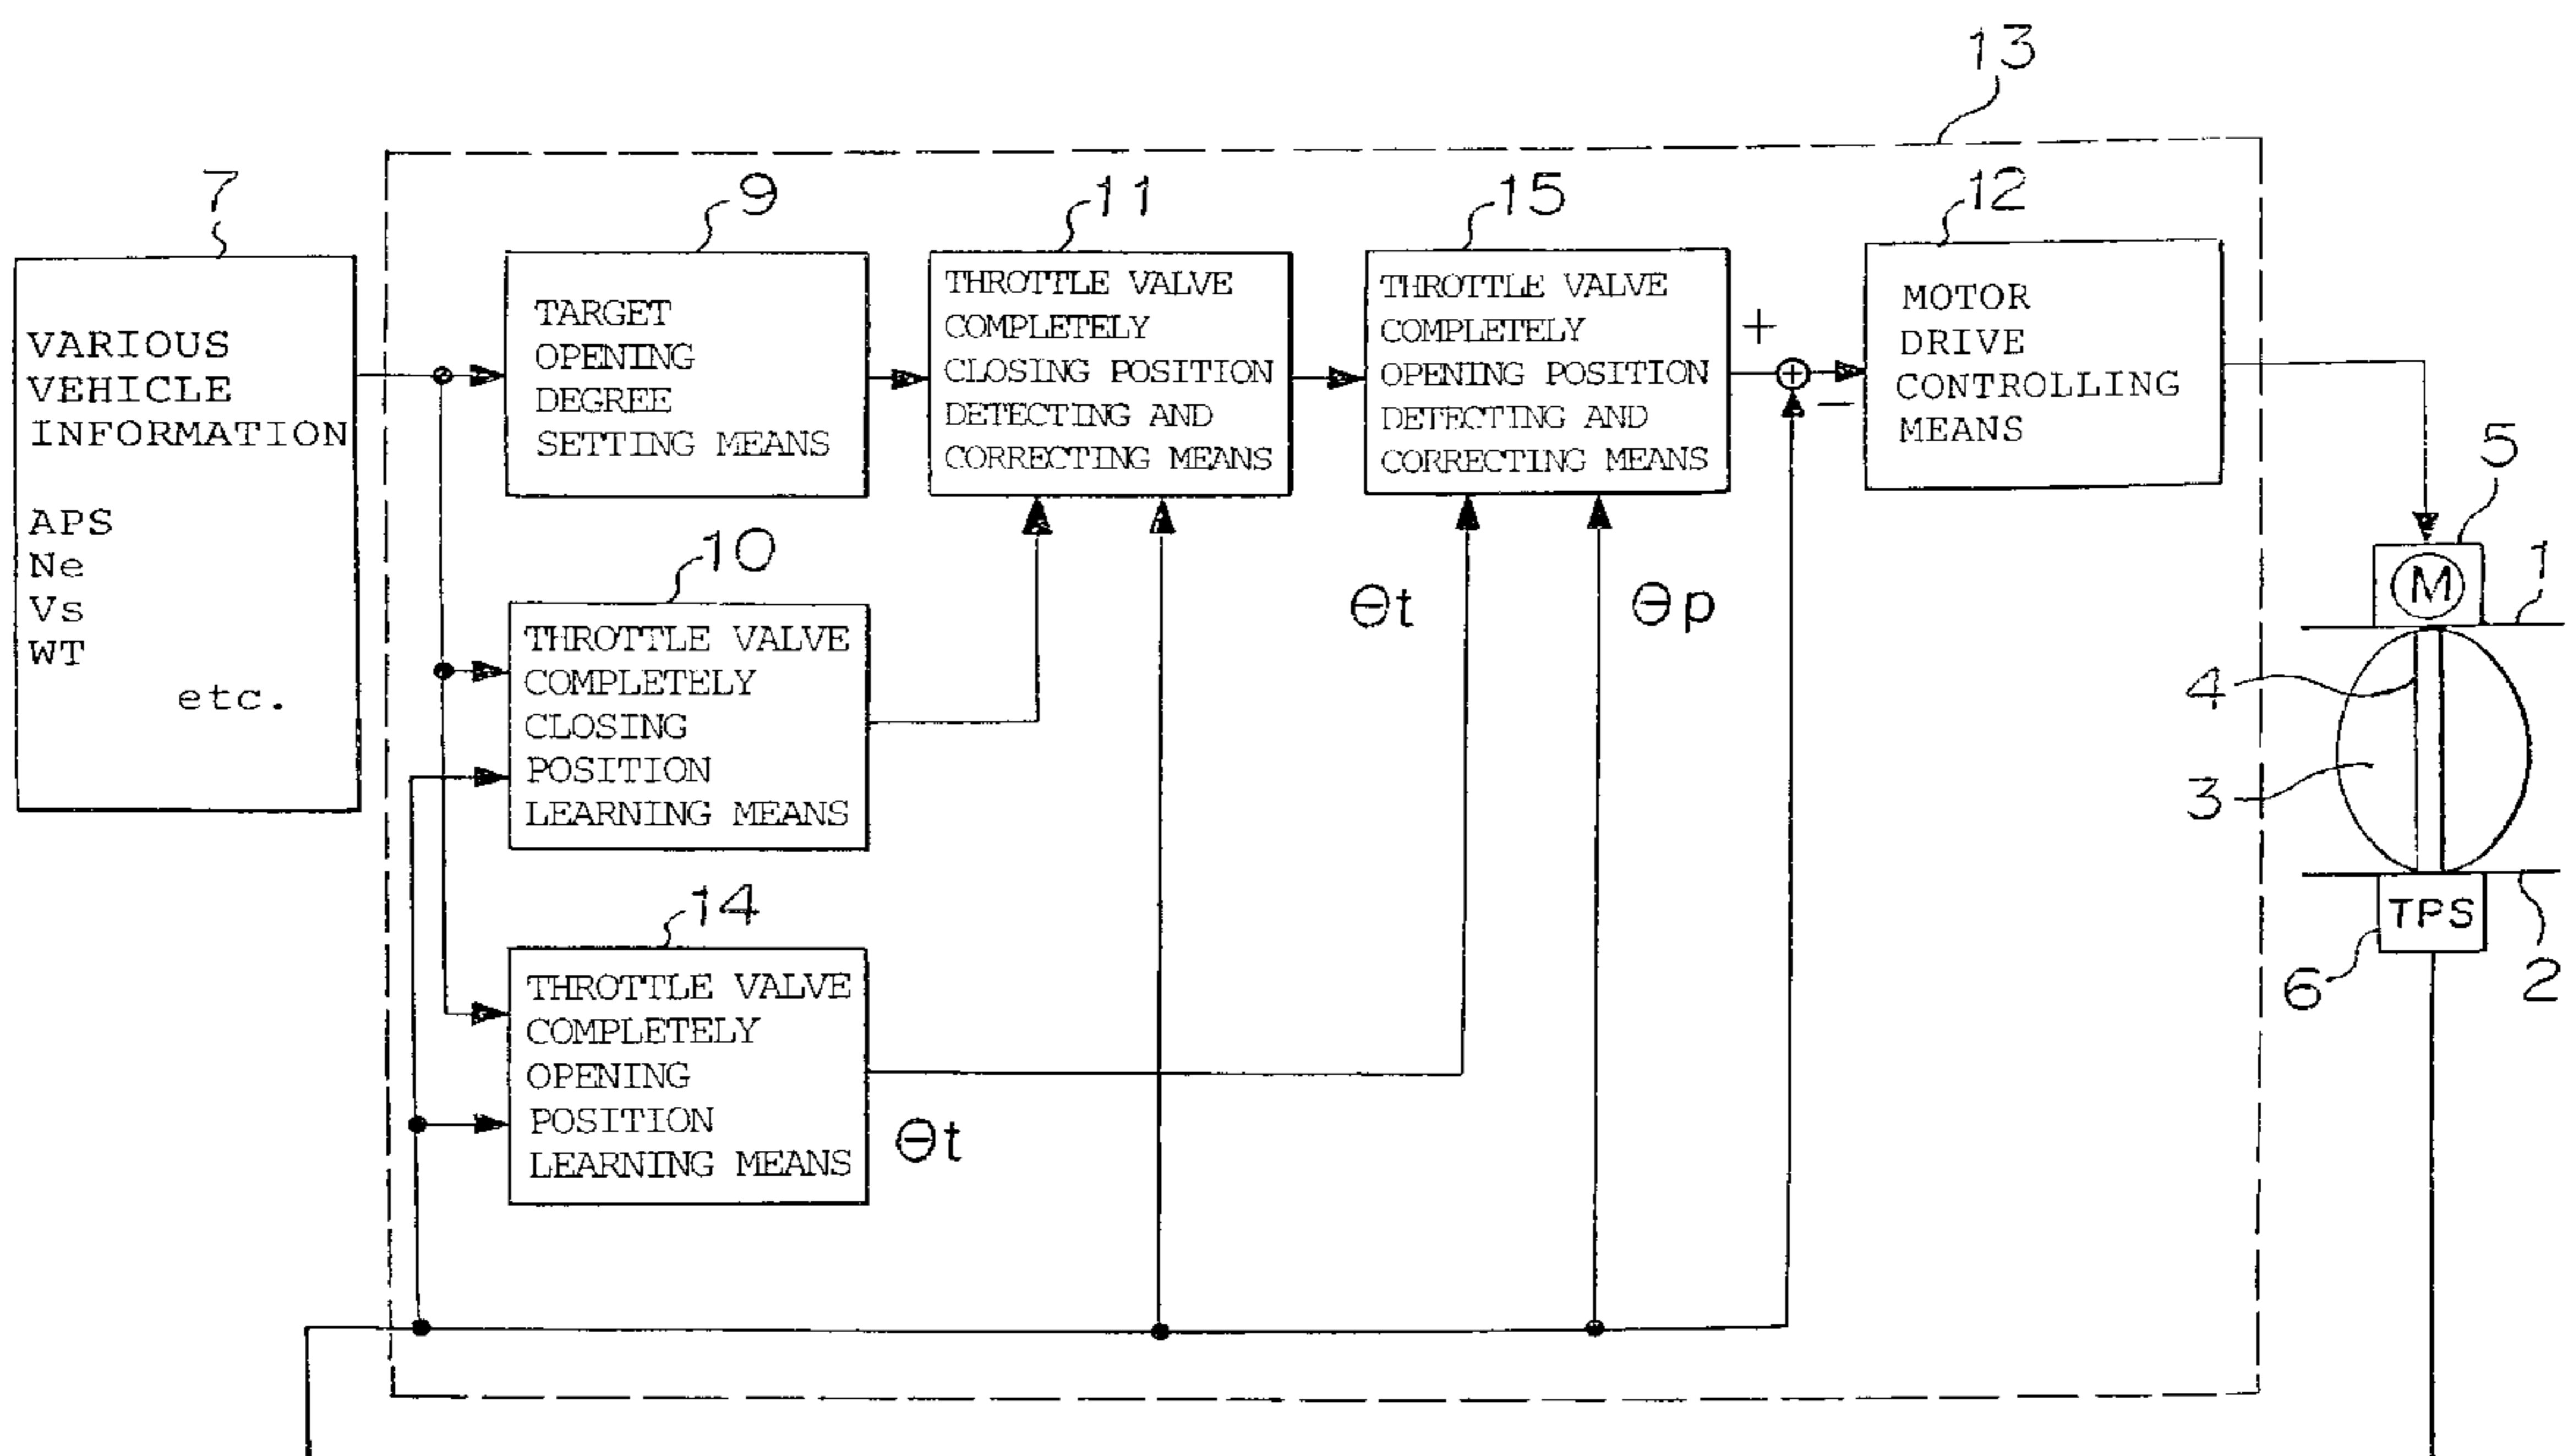 13
7
9
11
15
12
VARIOUS
VEHICLE
INFORMATION
APS
Ne
Vs
WT
etc.
TARGET
OPENING
DEGREE
SETTING MEANS
THROTTLE VALVE
COMPLETELY
CLOSING POSITION
DETECTING AND
CORRECTING MEANS
THROTTLE VALVE
COMPLETELY
OPENING POSITION
DETECTING AND
CORRECTING MEANS
+
−
MOTOR
DRIVE
CONTROLLING
MEANS
5
M
1
10
THROTTLE VALVE
COMPLETELY
CLOSING
POSITION
LEARNING MEANS
Θt
Θp
4
3
14
THROTTLE VALVE
COMPLETELY
OPENING
POSITION
LEARNING MEANS
Θt
TPS
6
2